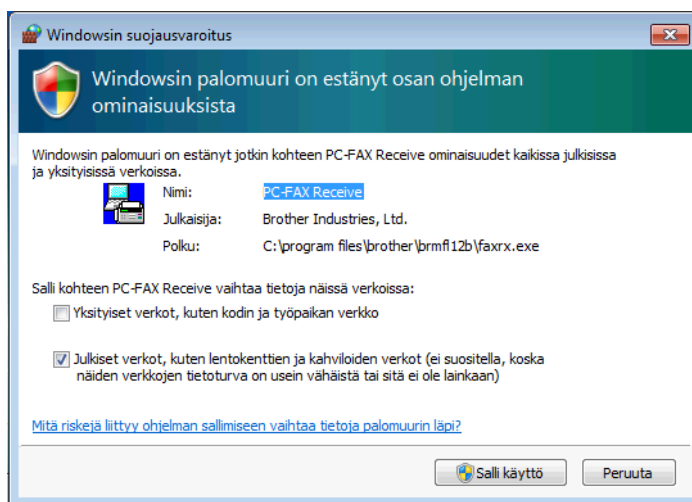 Windowsin suojausvaroitus
Windowsin palomuuri on estänyt osan ohjelman
ominaisuuksista
Windowsin palomuuri on estänyt jotkin kohteen PC-FAX Receive ominaisuudet kaikissa julkisissa
ja yksityisissä verkoissa.
Nimi: PC-FAX Receive
Julkaisija: Brother Industries, Ltd.
Polku: C:\program files\brother\brmfl12b\faxrx.exe
Salli kohteen PC-FAX Receive vaihtaa tietoja näissä verkoissa:
Yksityiset verkot, kuten kodin ja työpaikan verkko
Julkiset verkot, kuten lentokenttien ja kahviloiden verkot (ei suositella, koska
näiden verkkojen tietoturva on usein vähäistä tai sitä ei ole lainkaan)
Mitä riskejä liittyy ohjelman sallimiseen vaihtaa tietoja palomuurin läpi?
Salli käyttö Peruuta